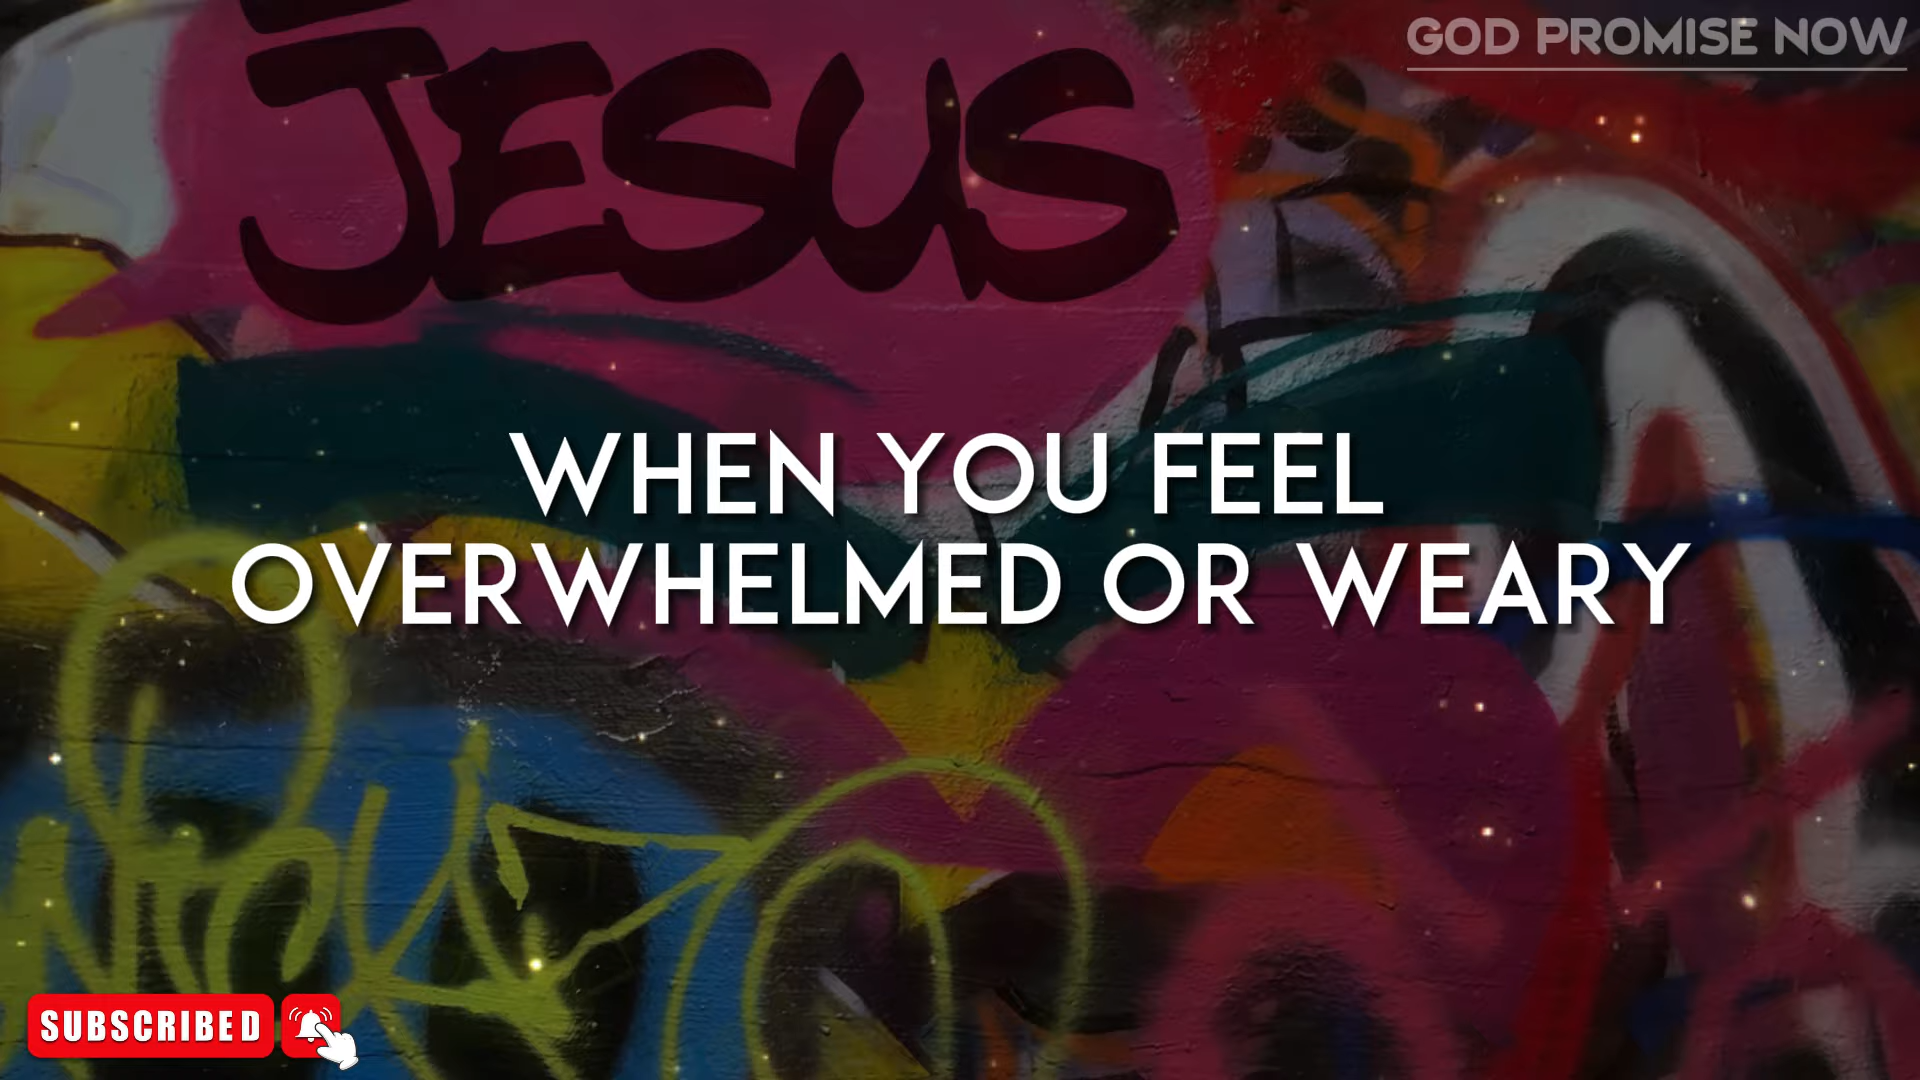 GOD PROMISE NOW
JESUS
WHEN YOU FEEL
OVERWHELMED OR WEARY
SUBSCRIBED